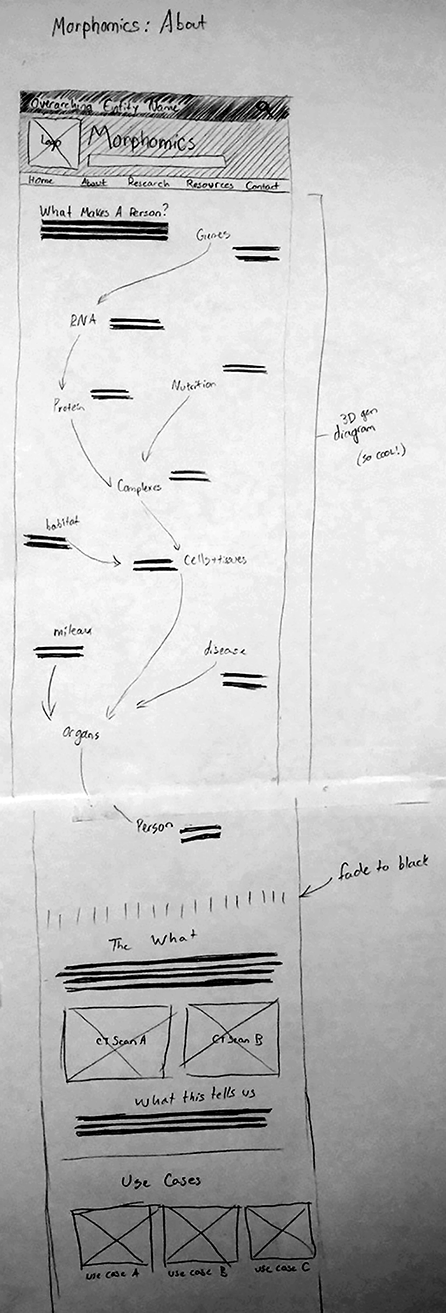 Morphomics: About
Overarching Entity Name
Logo
Morphomics
Home About Research Resources Contact
What Makes A Person?
Genes
RNA
Nutrition
Protein
3D gen
diagram
(so cool!)
Complexes
habitat
Cells+tissues
mileau
disease
Organs
Person
fade to black
The What
CT Scan A CT Scan B
What this tells us
Use Cases
use case A use case B use case C